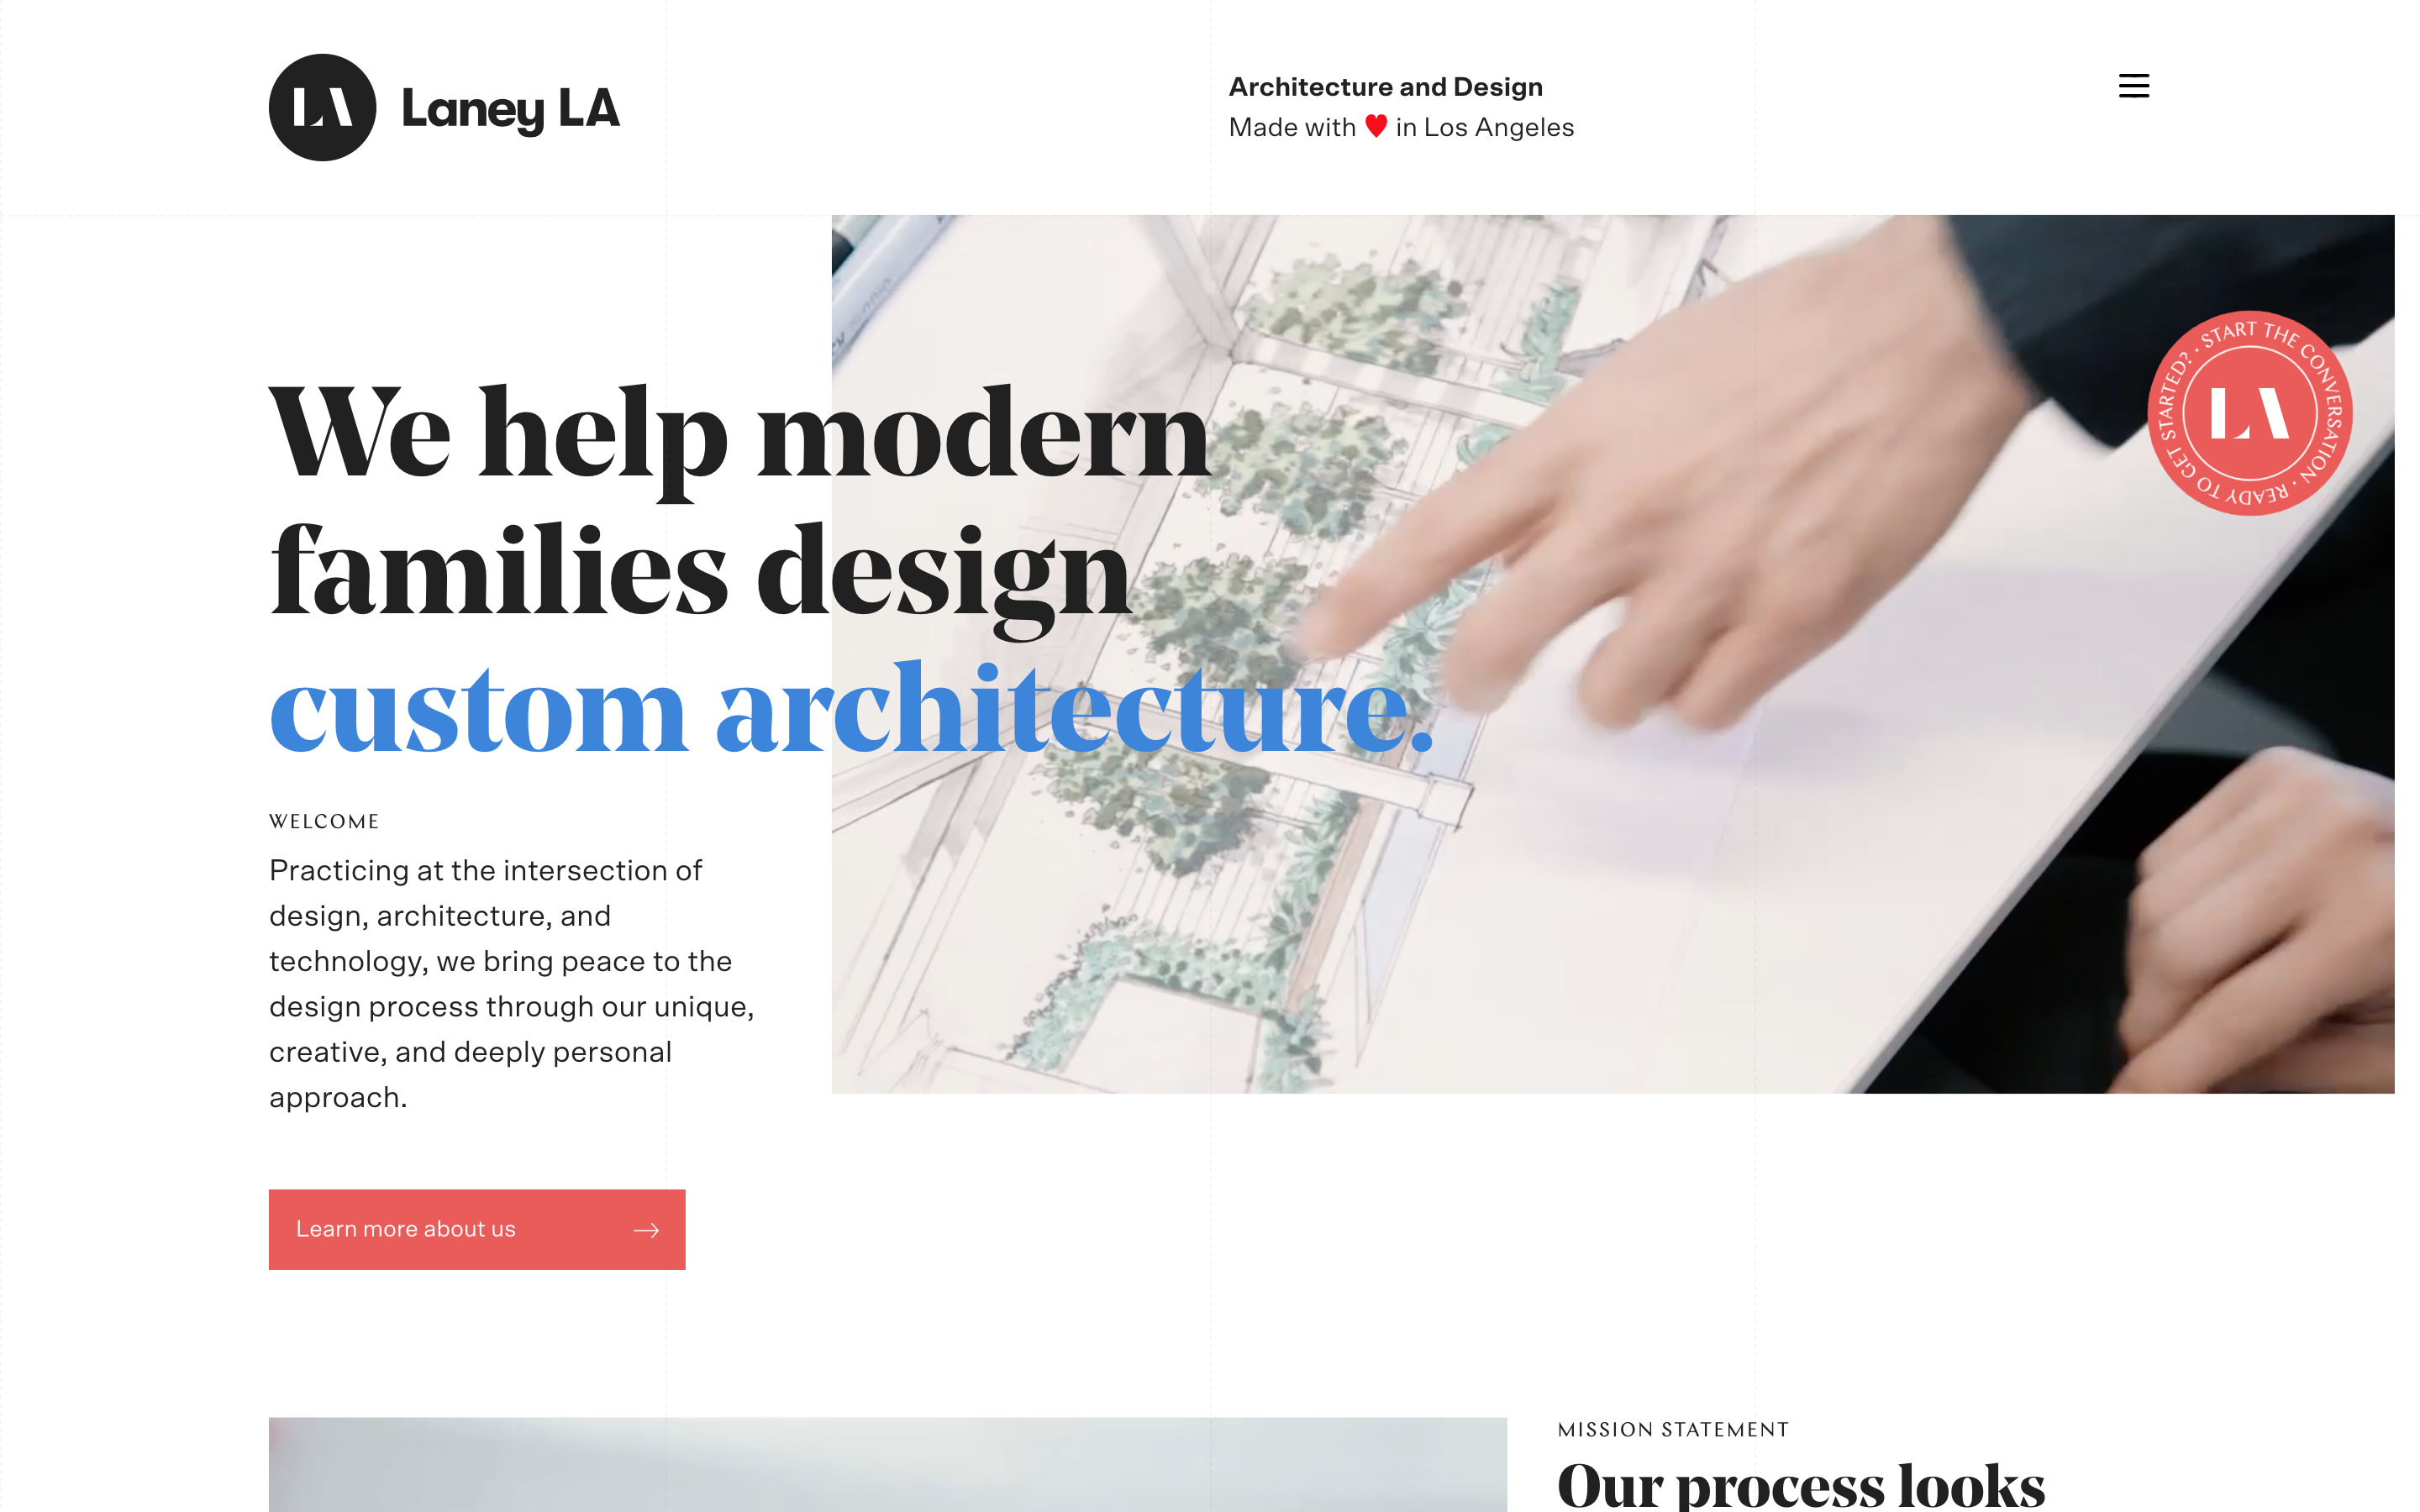 LA Laney LA
Architecture and Design
Made with ♥ in Los Angeles
START THE CONVERSATION · READY TO GET STARTED? ·
LA
We help modern
families design
custom architecture.
WELCOME
Practicing at the intersection of
design, architecture, and
technology, we bring peace to the
design process through our unique,
creative, and deeply personal
approach.
Learn more about us →
MISSION STATEMENT
Our process looks